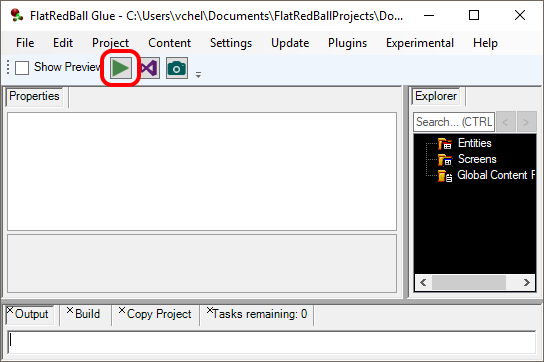 FlatRedBall Glue - C:\Users\vchel\Documents\FlatRedBallProjects\Do...
File Edit Project Content Settings Update Plugins Experimental Help
Show Preview
Properties
Explorer
Search... (CTRL
Entities
Screens
Global Content F
Output Build Copy Project Tasks remaining: 0